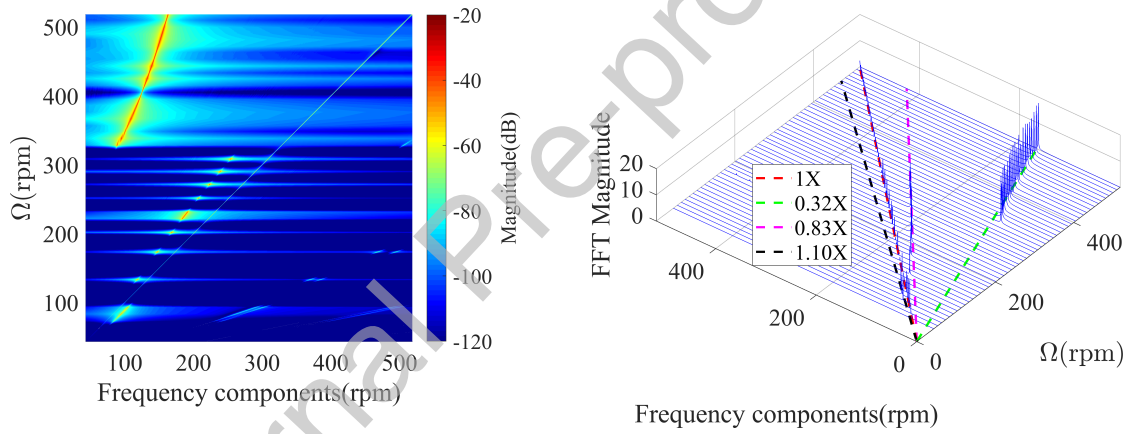 500
400
300
200
100
Ω(rpm)
100 200 300 400 500
Frequency components(rpm)
-20
-40
-60
-80
-100
-120
Magnitude(dB)
FFT Magnitude
20
10
0
1X
0.32X
0.83X
1.10X
400
200
0
0
200
400
Ω(rpm)
Frequency components(rpm)
rnal Pre-pro